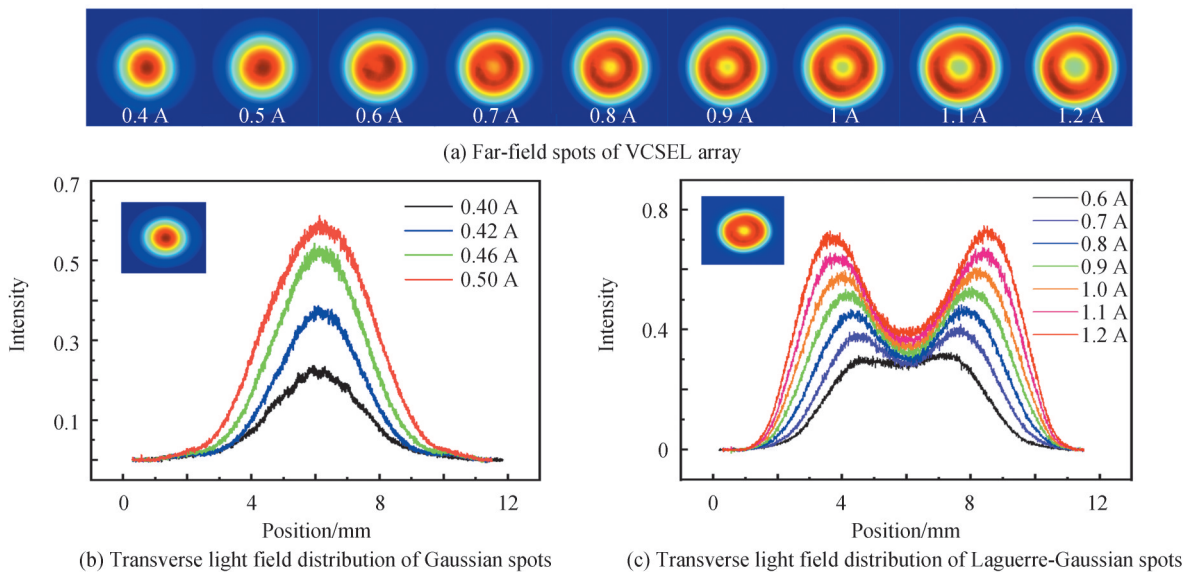 0.4 A 0.5 A 0.6 A 0.7 A 0.8 A 0.9 A 1 A 1.1 A 1.2 A
(a) Far-field spots of VCSEL array
0.7
0.5
0.3
0.1
Intensity
0.40 A
0.42 A
0.46 A
0.50 A
0 4 8 12
Position/mm
(b) Transverse light field distribution of Gaussian spots
0.8
0.4
0
Intensity
0.6 A
0.7 A
0.8 A
0.9 A
1.0 A
1.1 A
1.2 A
0 4 8 12
Position/mm
(c) Transverse light field distribution of Laguerre-Gaussian spots